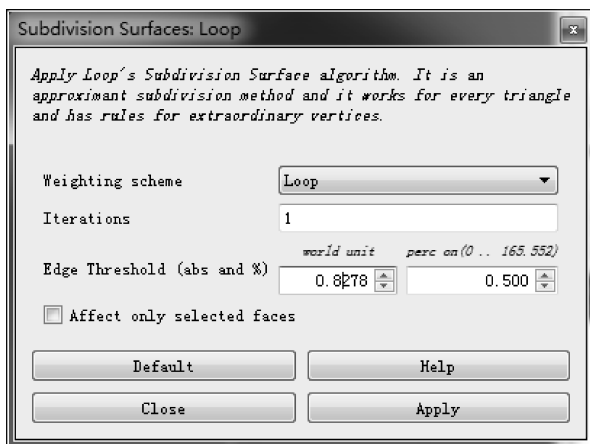 Subdivision Surfaces: Loop
Apply Loop's Subdivision Surface algorithm. It is an
approximant subdivision method and it works for every triangle
and has rules for extraordinary vertices.
Weighting scheme Loop
Iterations 1
world unit perc on(0 .. 165.552)
Edge Threshold (abs and %) 0.8278 0.500
Affect only selected faces
Default Help
Close Apply